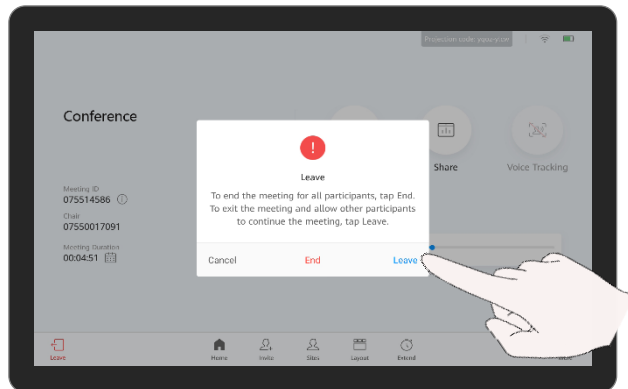 Projection code:
Conference
Share
Voice Tracking
Meeting ID
075514586
Chair
07550017091
Meeting Duration
00:04:51
Leave
To end the meeting for all participants, tap End.
To exit the meeting and allow other participants
to continue the meeting, tap Leave.
Cancel End Leave
Leave Home Invite Sites Layout Extend